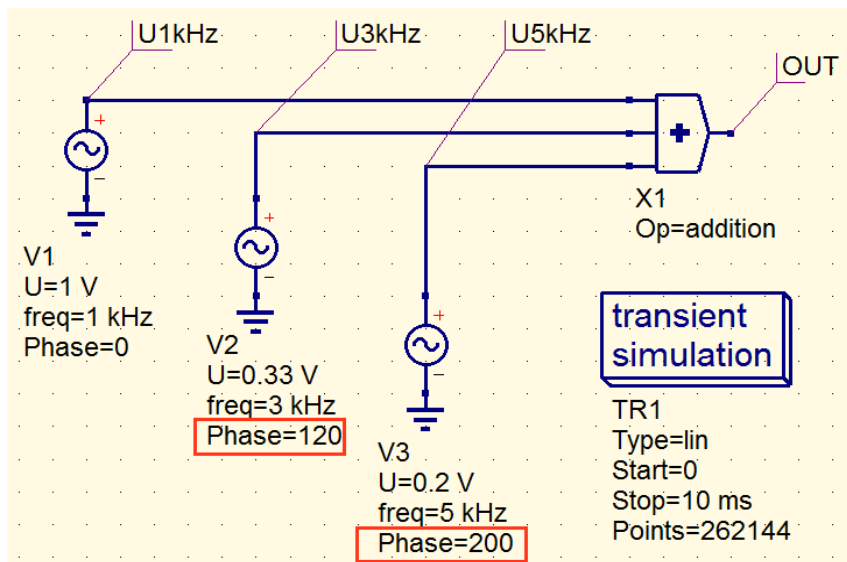 U1kHz
U3kHz
U5kHz
OUT
+
-
V1
U=1 V
freq=1 kHz
Phase=0
+
-
V2
U=0.33 V
freq=3 kHz
Phase=120
+
-
V3
U=0.2 V
freq=5 kHz
Phase=200
+
X1
Op=addition
transient
simulation
TR1
Type=lin
Start=0
Stop=10 ms
Points=262144